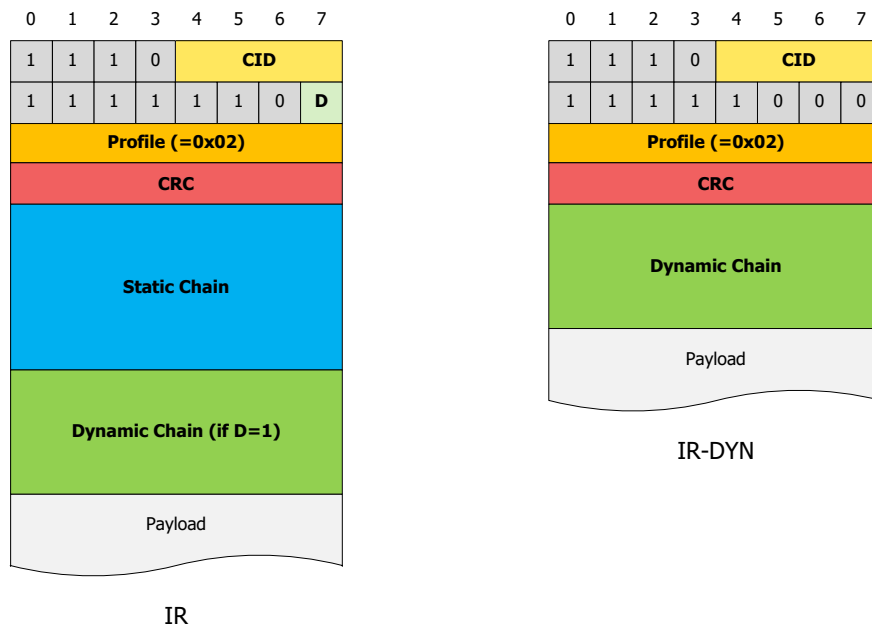 0 1 2 3 4 5 6 7
1 1 1 0 CID
1 1 1 1 1 1 0 D
Profile (=0x02)
CRC
Static Chain
Dynamic Chain (if D=1)
Payload
IR
0 1 2 3 4 5 6 7
1 1 1 0 CID
1 1 1 1 1 0 0 0
Profile (=0x02)
CRC
Dynamic Chain
Payload
IR-DYN